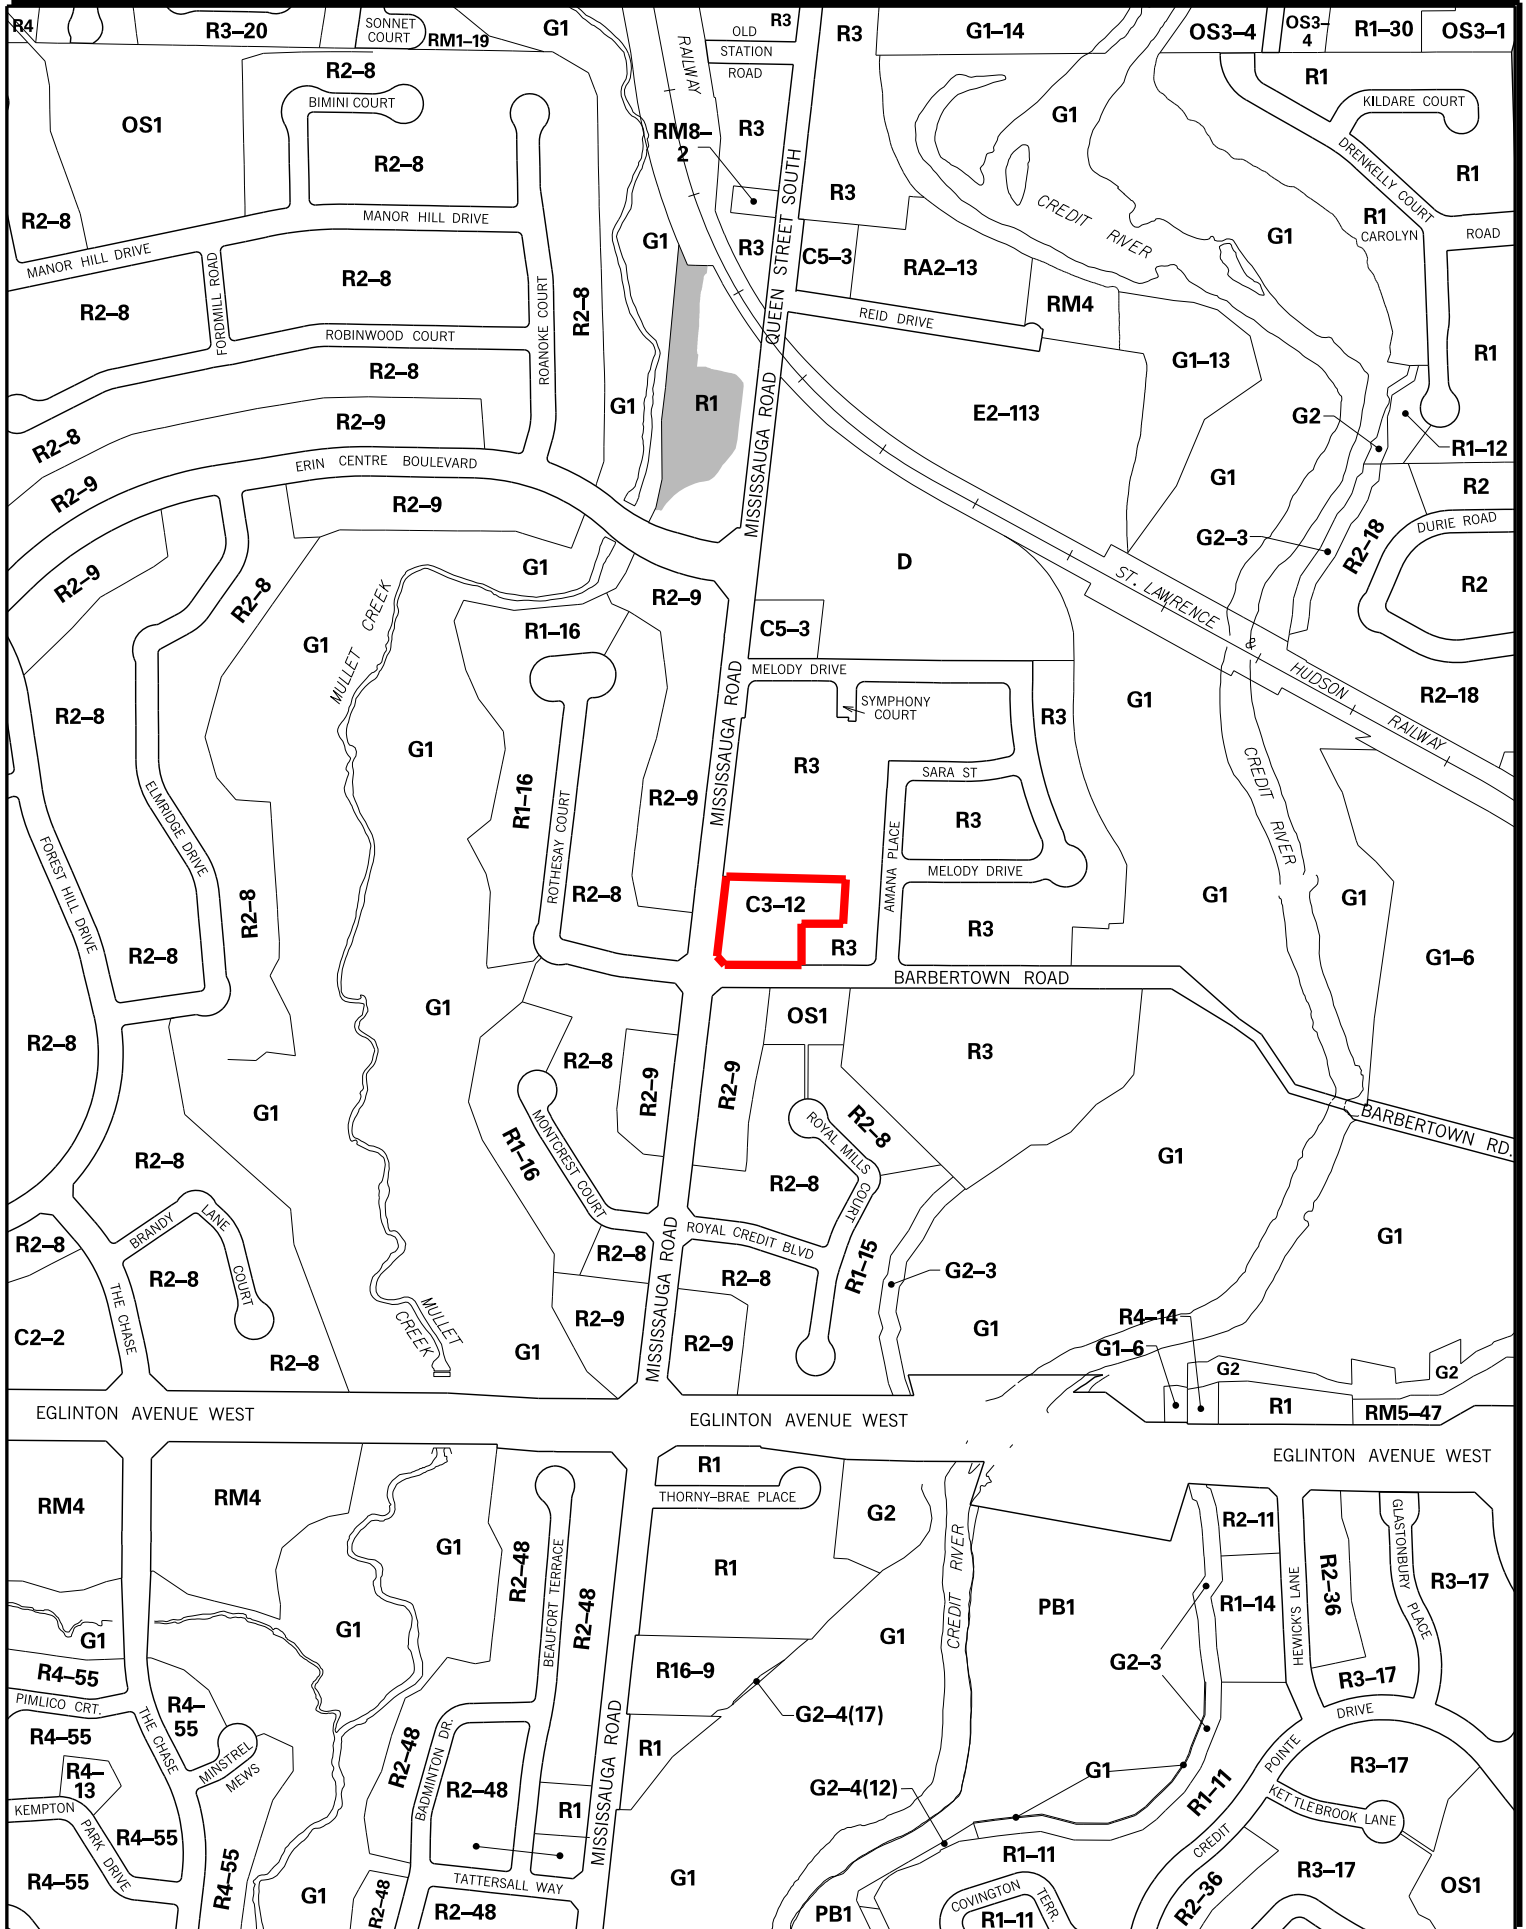 R4
R3–20
SONNET
COURT
RM1–19
G1
RAILWAY
R3
OLD
STATION
ROAD
R3
G1–14
OS3–4
OS3–
4
R1–30
OS3–1
R2–8
BIMINI COURT
OS1
R2–8
RM8–
2
R3
G1
R1
KILDARE COURT
DRENKELLY COURT
R1
R2–8
MANOR HILL DRIVE
MANOR HILL DRIVE
G1
R3
QUEEN STREET SOUTH
R3
CREDIT RIVER
G1
R1
CAROLYN
ROAD
FORDMILL ROAD
R2–8
R2–8
ROBINWOOD COURT
ROANOKE COURT
R2–8
C5–3
RA2–13
RM4
REID DRIVE
G1–13
R1
R2–8
R2–8
R2–9
G1
R1
MISSISSAUGA ROAD
E2–113
G2
R1–12
R2–9
ERIN CENTRE BOULEVARD
R2–9
G1
R2
DURIE ROAD
G2–3
R2–18
R2
R2–9
R2–8
G1
G1
MULLET CREEK
R2–9
D
ST. LAWRENCE & HUDSON RAILWAY
R1–16
C5–3
MELODY DRIVE
SYMPHONY
COURT
R2–8
G1
R3
R3
G1
R2–18
MISSISSAUGA ROAD
SARA ST
R1–16
R2–9
R3
CREDIT RIVER
ELMRIDGE DRIVE
ROTHESAY COURT
AMANA PLACE
MELODY DRIVE
FOREST HILL DRIVE
R2–8
R2–8
C3–12
R3
R3
G1
G1
R2–8
G1–6
BARBERTOWN ROAD
G1
OS1
R2–8
R2–8
R2–9
R2–9
R3
G1
MONTCREST COURT
R1–16
ROYAL MILLS COURT
R2–8
BARBERTOWN RD.
R2–8
R2–8
G1
BRANDY LANE COURT
R2–8
MISSISSAUGA ROAD
ROYAL CREDIT BLVD
R1–15
G1
R2–8
R2–8
R2–8
G2–3
THE CHASE
MULLET
CREEK
C2–2
R2–8
G1
R2–9
R2–9
G1
R4–14
G1–6
G2
G2
R1
RM5–47
EGLINTON AVENUE WEST
EGLINTON AVENUE WEST
EGLINTON AVENUE WEST
RM4
RM4
R1
THORNY–BRAE PLACE
G2
R2–11
GLASTONBURY PLACE
G1
R2–48
BEAUFORT TERRACE
R2–48
R1
CREDIT RIVER
PB1
R1–14
HEWICK'S LANE
R2–36
R3–17
G1
G1
G1
R16–9
G2–3
R3–17
R4–55
PIMLICO CRT.
THE CHASE
R4–
55
G2–4(17)
DRIVE
R4–55
MINSTREL
MEWS
R2–48
BADMINTON DR.
MISSISSAUGA ROAD
R1
G1
POINTE
R3–17
R4–
13
KEMPTON
PARK DRIVE
R2–48
R1
G2–4(12)
R1–11
KETTLEBROOK LANE
R4–55
R4–55
R4–55
G1
R2–48
TATTERSALL WAY
R2–48
G1
PB1
R1–11
COVINGTON TERR.
R1–11
CREDIT
R2–36
R3–17
OS1